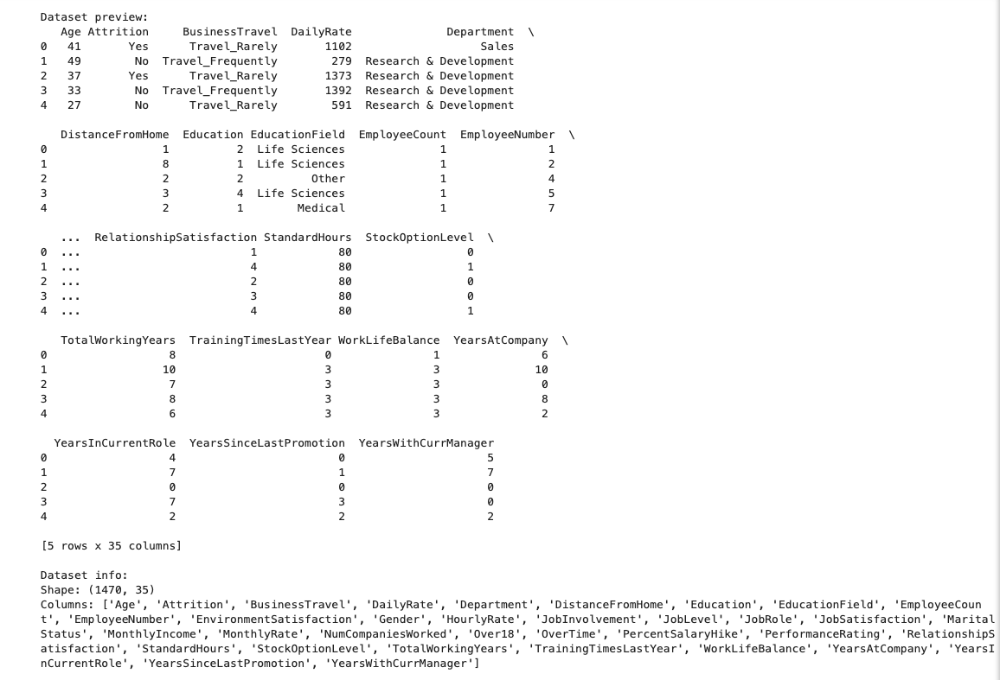 Dataset preview:
   Age Attrition     BusinessTravel  DailyRate              Department  \
0   41       Yes      Travel_Rarely       1102                   Sales
1   49        No  Travel_Frequently        279  Research & Development
2   37       Yes      Travel_Rarely       1373  Research & Development
3   33        No  Travel_Frequently       1392  Research & Development
4   27        No      Travel_Rarely        591  Research & Development

   DistanceFromHome  Education EducationField  EmployeeCount  EmployeeNumber  \
0                 1          2  Life Sciences              1               1
1                 8          1  Life Sciences              1               2
2                 2          2          Other              1               4
3                 3          4  Life Sciences              1               5
4                 2          1        Medical              1               7

   ...  RelationshipSatisfaction StandardHours  StockOptionLevel  \
0  ...                         1            80                 0
1  ...                         4            80                 1
2  ...                         2            80                 0
3  ...                         3            80                 0
4  ...                         4            80                 1

   TotalWorkingYears  TrainingTimesLastYear WorkLifeBalance  YearsAtCompany  \
0                  8                      0               1               6
1                 10                      3               3              10
2                  7                      3               3               0
3                  8                      3               3               8
4                  6                      3               3               2

  YearsInCurrentRole  YearsSinceLastPromotion  YearsWithCurrManager
0                  4                        0                     5
1                  7                        1                     7
2                  0                        0                     0
3                  7                        3                     0
4                  2                        2                     2

[5 rows x 35 columns]

Dataset info:
Shape: (1470, 35)
Columns: ['Age', 'Attrition', 'BusinessTravel', 'DailyRate', 'Department', 'DistanceFromHome', 'Education', 'EducationField', 'EmployeeCoun
t', 'EmployeeNumber', 'EnvironmentSatisfaction', 'Gender', 'HourlyRate', 'JobInvolvement', 'JobLevel', 'JobRole', 'JobSatisfaction', 'Marital
Status', 'MonthlyIncome', 'MonthlyRate', 'NumCompaniesWorked', 'Over18', 'OverTime', 'PercentSalaryHike', 'PerformanceRating', 'RelationshipS
atisfaction', 'StandardHours', 'StockOptionLevel', 'TotalWorkingYears', 'TrainingTimesLastYear', 'WorkLifeBalance', 'YearsAtCompany', 'YearsI
nCurrentRole', 'YearsSinceLastPromotion', 'YearsWithCurrManager']